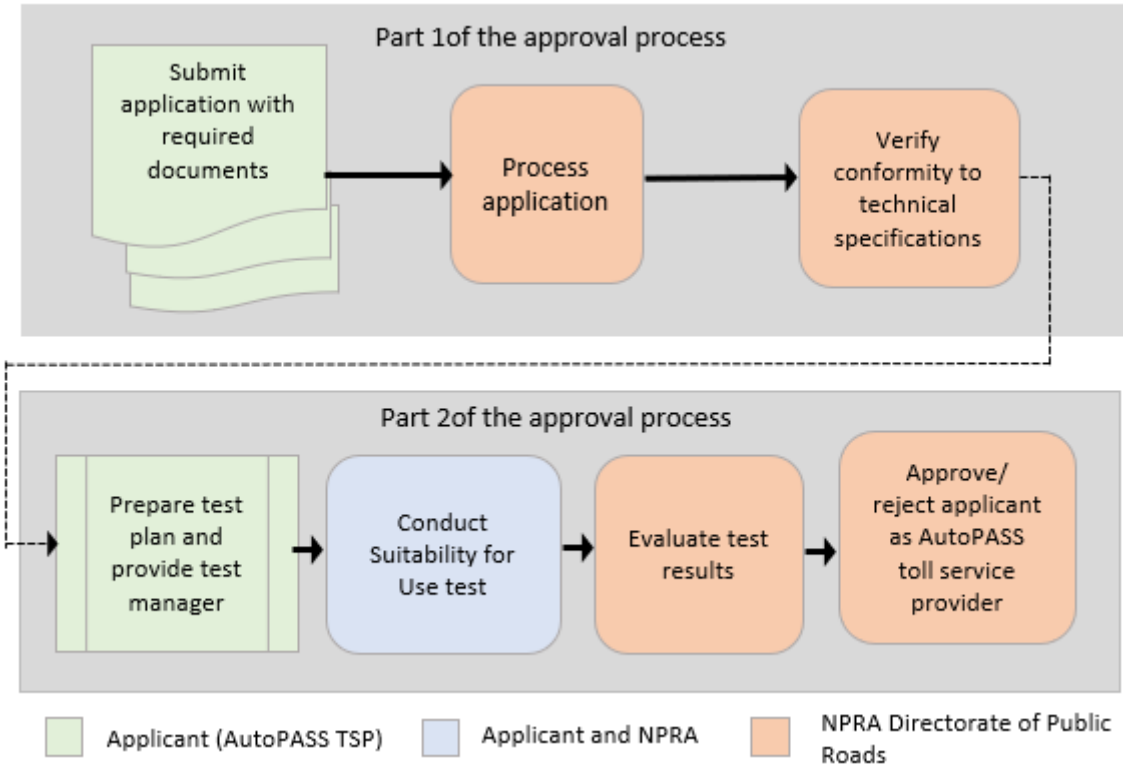 Part 1of the approval process
Submit
application with
required
documents
Process
application
Verify
conformity to
technical
specifications
Part 2of the approval process
Prepare test
plan and
provide test
manager
Conduct
Suitability for
Use test
Evaluate test
results
Approve/
reject applicant
as AutoPASS
toll service
provider
Applicant (AutoPASS TSP)
Applicant and NPRA
NPRA Directorate of Public
Roads